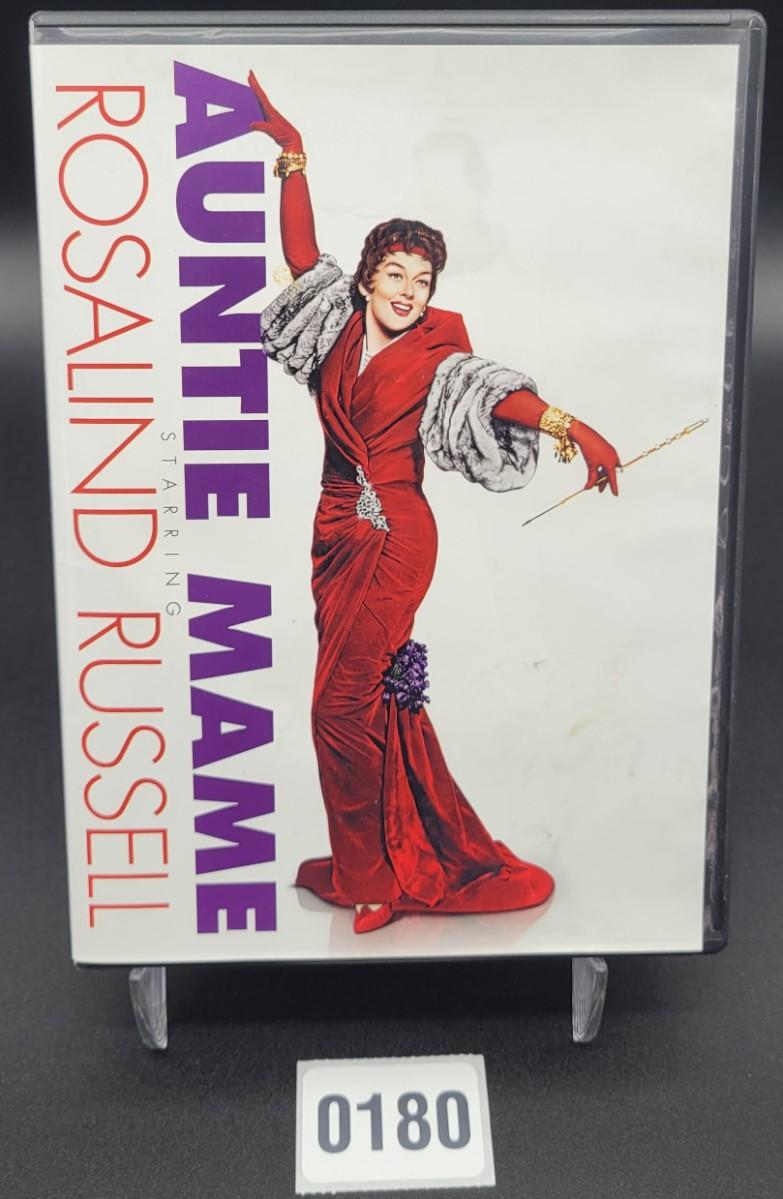 AUNTIE MAME
STARRING
ROSALIND RUSSELL
0180